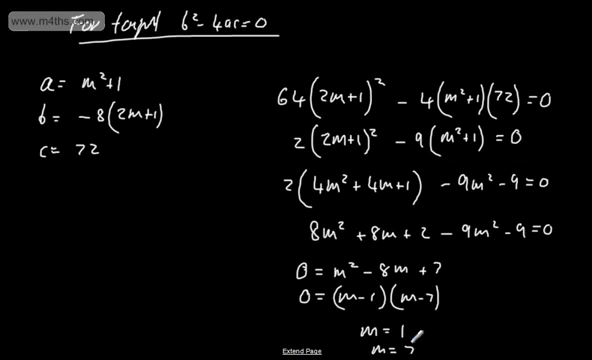 www.m4ths.com
For tangent b² - 4ac = 0
a = m² + 1
b = -8(2m+1)
c = 72
64(2m+1)² - 4(m²+1)(72) = 0
2(2m+1)² - 9(m²+1) = 0
2(4m² + 4m + 1) - 9m² - 9 = 0
8m² + 8m + 2 - 9m² - 9 = 0
0 = m² - 8m + 7
0 = (m-1)(m-7)
m = 1
m = 7
Extend Page